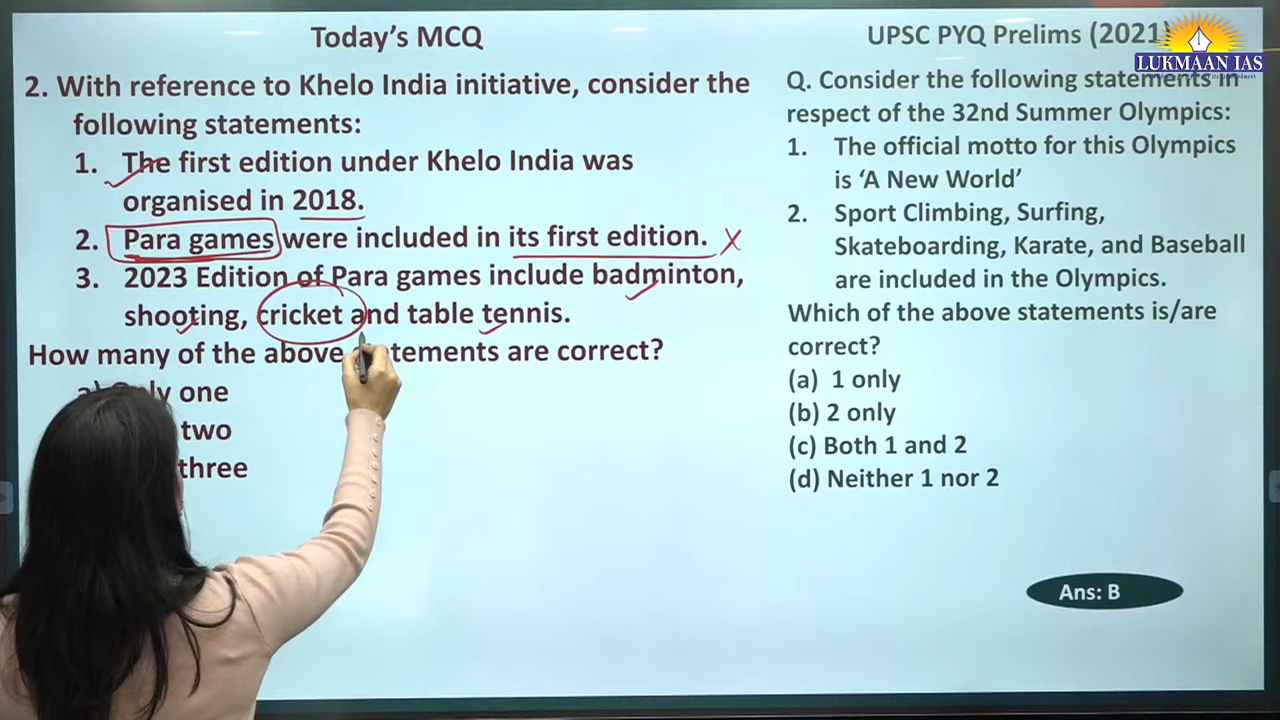 Today's MCQ
2. With reference to Khelo India initiative, consider the
following statements:
1. The first edition under Khelo India was
organised in 2018.
2. Para games were included in its first edition. X
3. 2023 Edition of Para games include badminton,
shooting, cricket and table tennis.
How many of the above statements are correct?
a) Only one
two
three
UPSC PYQ Prelims (2021)
LUKMAAN IAS
Q. Consider the following statements in
respect of the 32nd Summer Olympics:
1. The official motto for this Olympics
is ‘A New World’
2. Sport Climbing, Surfing,
Skateboarding, Karate, and Baseball
are included in the Olympics.
Which of the above statements is/are
correct?
(a) 1 only
(b) 2 only
(c) Both 1 and 2
(d) Neither 1 nor 2
Ans: B